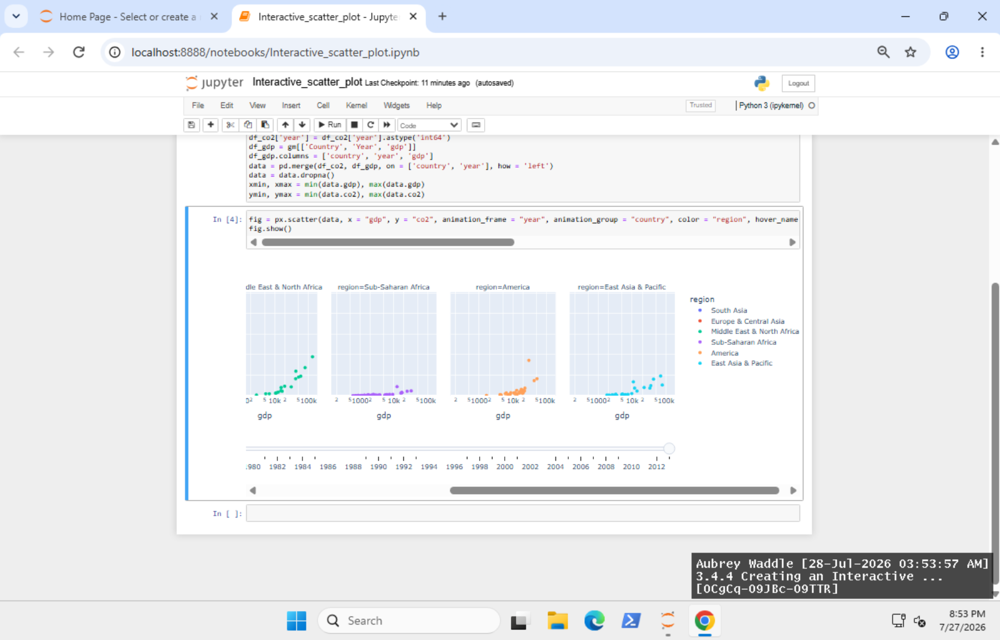 Home Page - Select or create a
Interactive_scatter_plot - Jupyte
localhost:8888/notebooks/Interactive_scatter_plot.ipynb
jupyter Interactive_scatter_plot Last Checkpoint: 11 minutes ago (autosaved)
Logout
File Edit View Insert Cell Kernel Widgets Help
Trusted Python 3 (ipykernel)
Run Code
df_co2['year'] = df_co2['year'].astype('int64')
df_gdp = gm[['Country', 'Year', 'gdp']]
df_gdp.columns = ['country', 'year', 'gdp']
data = pd.merge(df_co2, df_gdp, on = ['country', 'year'], how = 'left')
data = data.dropna()
xmin, xmax = min(data.gdp), max(data.gdp)
ymin, ymax = min(data.co2), max(data.co2)
In [4]: fig = px.scatter(data, x = "gdp", y = "co2", animation_frame = "year", animation_group = "country", color = "region", hover_name
fig.show()
dle East & North Africa region=Sub-Saharan Africa region=America region=East Asia & Pacific
region
South Asia
Europe & Central Asia
Middle East & North Africa
Sub-Saharan Africa
America
East Asia & Pacific
02 5 10k 2 5 100k 2 5 1000 2 5 10k 2 5 100k 2 5 1000 2 5 10k 2 5 100k 2 5 1000 2 5 10k 2 5 100k
gdp gdp gdp gdp
1980 1982 1984 1986 1988 1990 1992 1994 1996 1998 2000 2002 2004 2006 2008 2010 2012
In [ ]:
Aubrey Waddle [28-Jul-2026 03:53:57 AM]
3.4.4 Creating an Interactive ...
[OCgCq-O9JBc-O9TTR]
Search
8:53 PM
7/27/2026